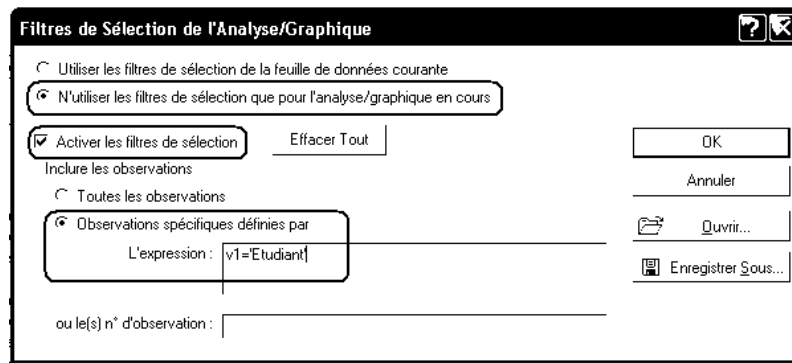 Filtres de Sélection de l'Analyse/Graphique
Utiliser les filtres de sélection de la feuille de données courante
N'utiliser les filtres de sélection que pour l'analyse/graphique en cours
Activer les filtres de sélection
Effacer Tout
OK
Inclure les observations
Annuler
Toutes les observations
Observations spécifiques définies par
Ouvrir...
L'expression : v1='Etudiant'
Enregistrer Sous...
ou le(s) n° d'observation :